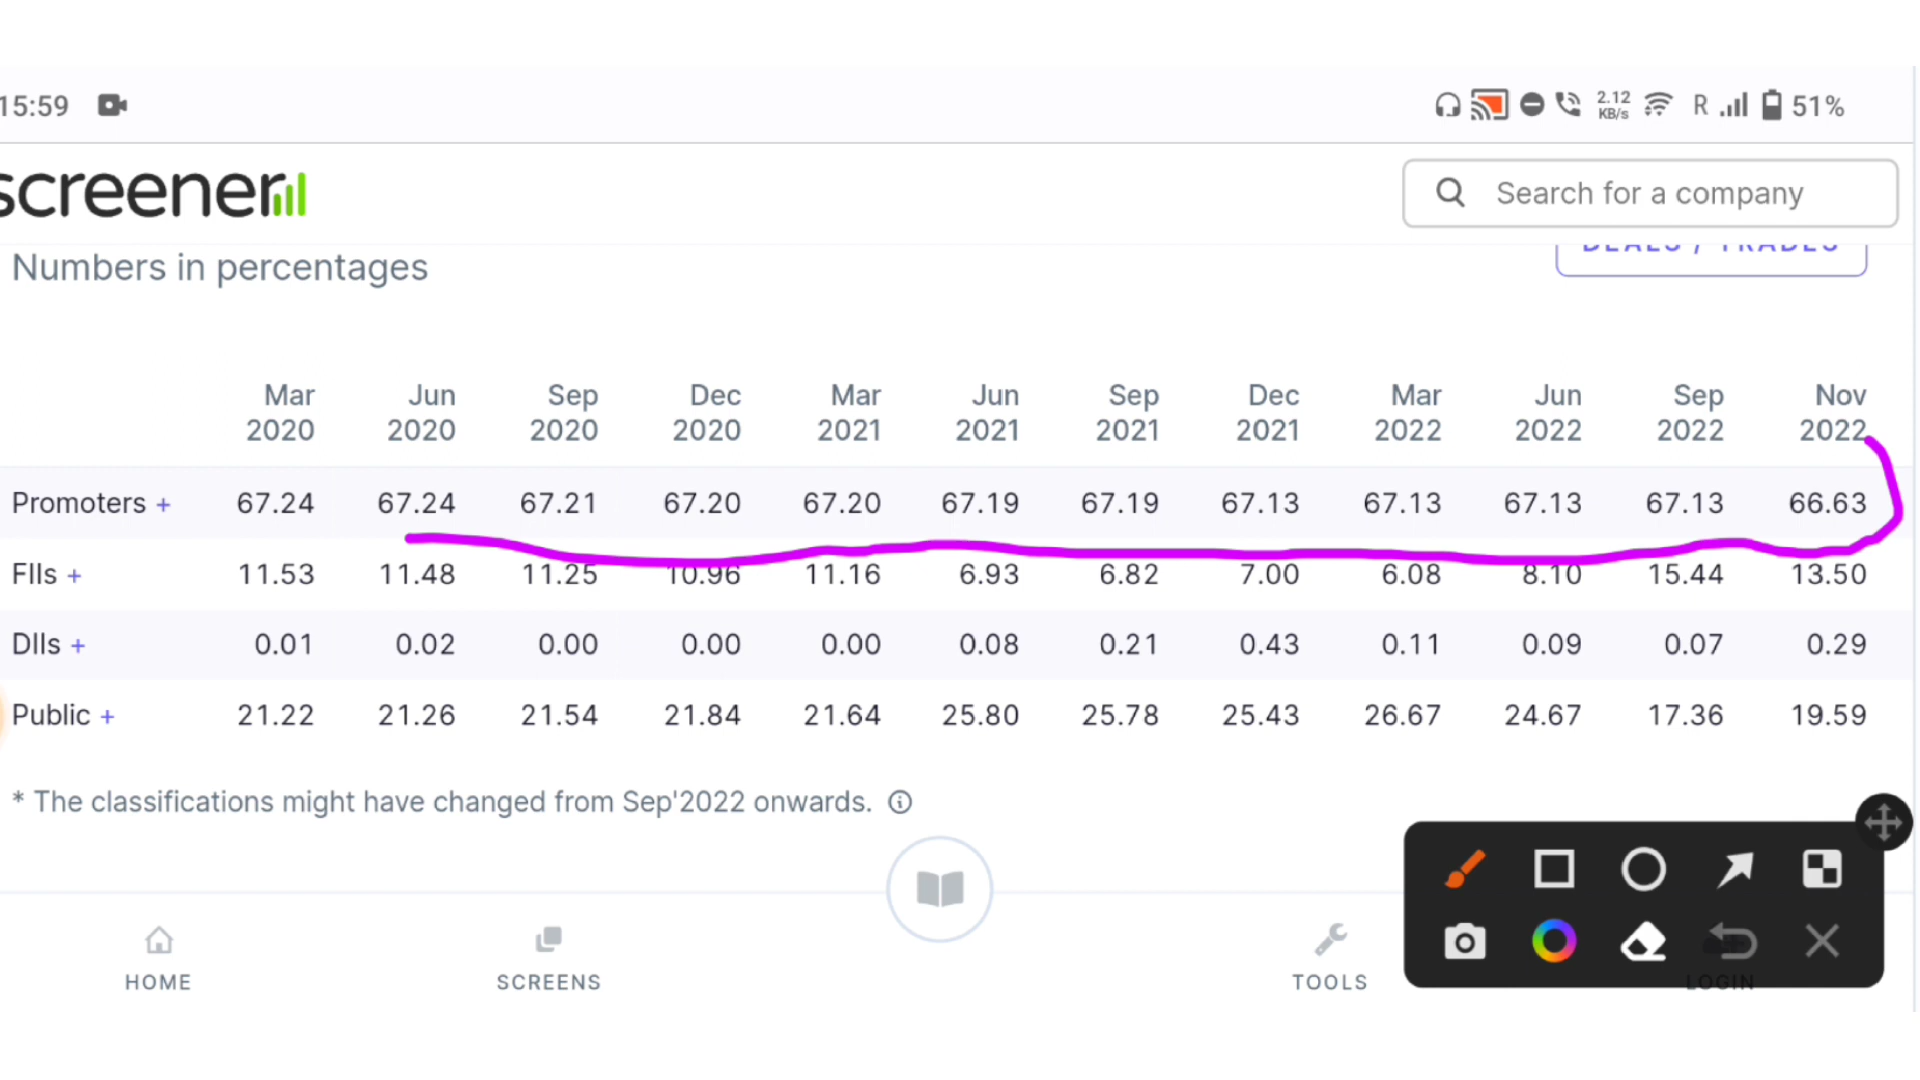 15:59 2.12 KB/s R 51%
screener Search for a company
Numbers in percentages DEALS / TRADES
Mar 2020 Jun 2020 Sep 2020 Dec 2020 Mar 2021 Jun 2021 Sep 2021 Dec 2021 Mar 2022 Jun 2022 Sep 2022 Nov 2022
Promoters + 67.24 67.24 67.21 67.20 67.20 67.19 67.19 67.13 67.13 67.13 67.13 66.63
FIIs + 11.53 11.48 11.25 10.96 11.16 6.93 6.82 7.00 6.08 8.10 15.44 13.50
DIIs + 0.01 0.02 0.00 0.00 0.00 0.08 0.21 0.43 0.11 0.09 0.07 0.29
Public + 21.22 21.26 21.54 21.84 21.64 25.80 25.78 25.43 26.67 24.67 17.36 19.59
* The classifications might have changed from Sep'2022 onwards.
HOME SCREENS TOOLS LOGIN